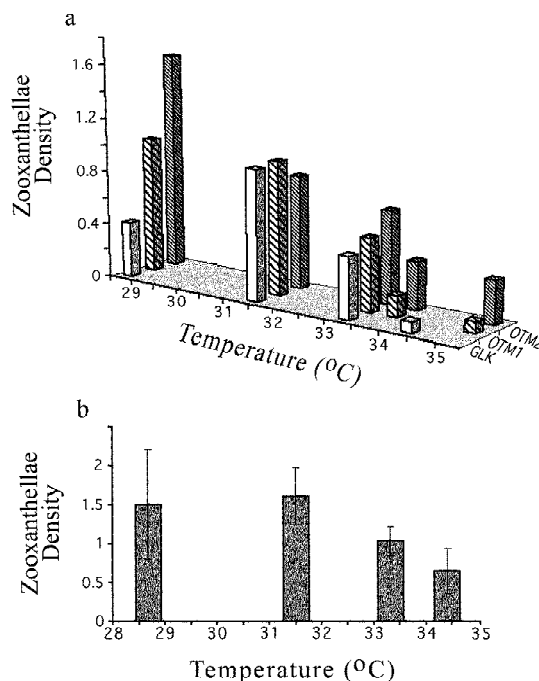 a
Zooxanthellae
Density
1.6
1.2
0.8
0.4
0
29
30
31
32
33
34
35
Temperature (°C)
GLK
OTM1
OTM2
b
Zooxanthellae
Density
2
1.5
1
0.5
0
28
29
30
31
32
33
34
35
Temperature (°C)